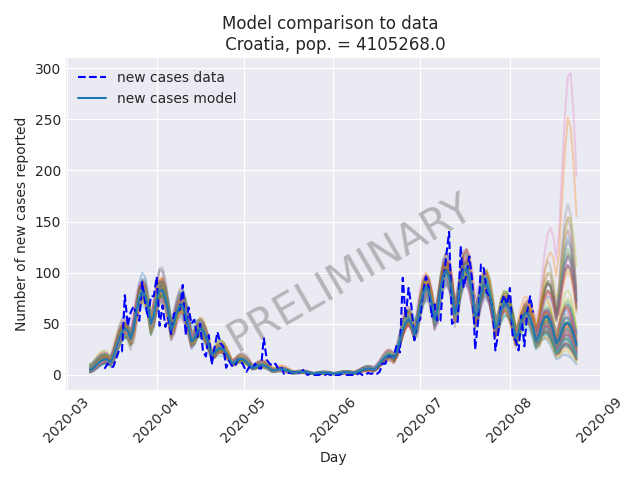 Model comparison to data
Croatia, pop. = 4105268.0
300
250
200
150
100
50
0
Number of new cases reported
new cases data
new cases model
PRELIMINARY
2020-03
2020-04
2020-05
2020-06
2020-07
2020-08
2020-09
Day